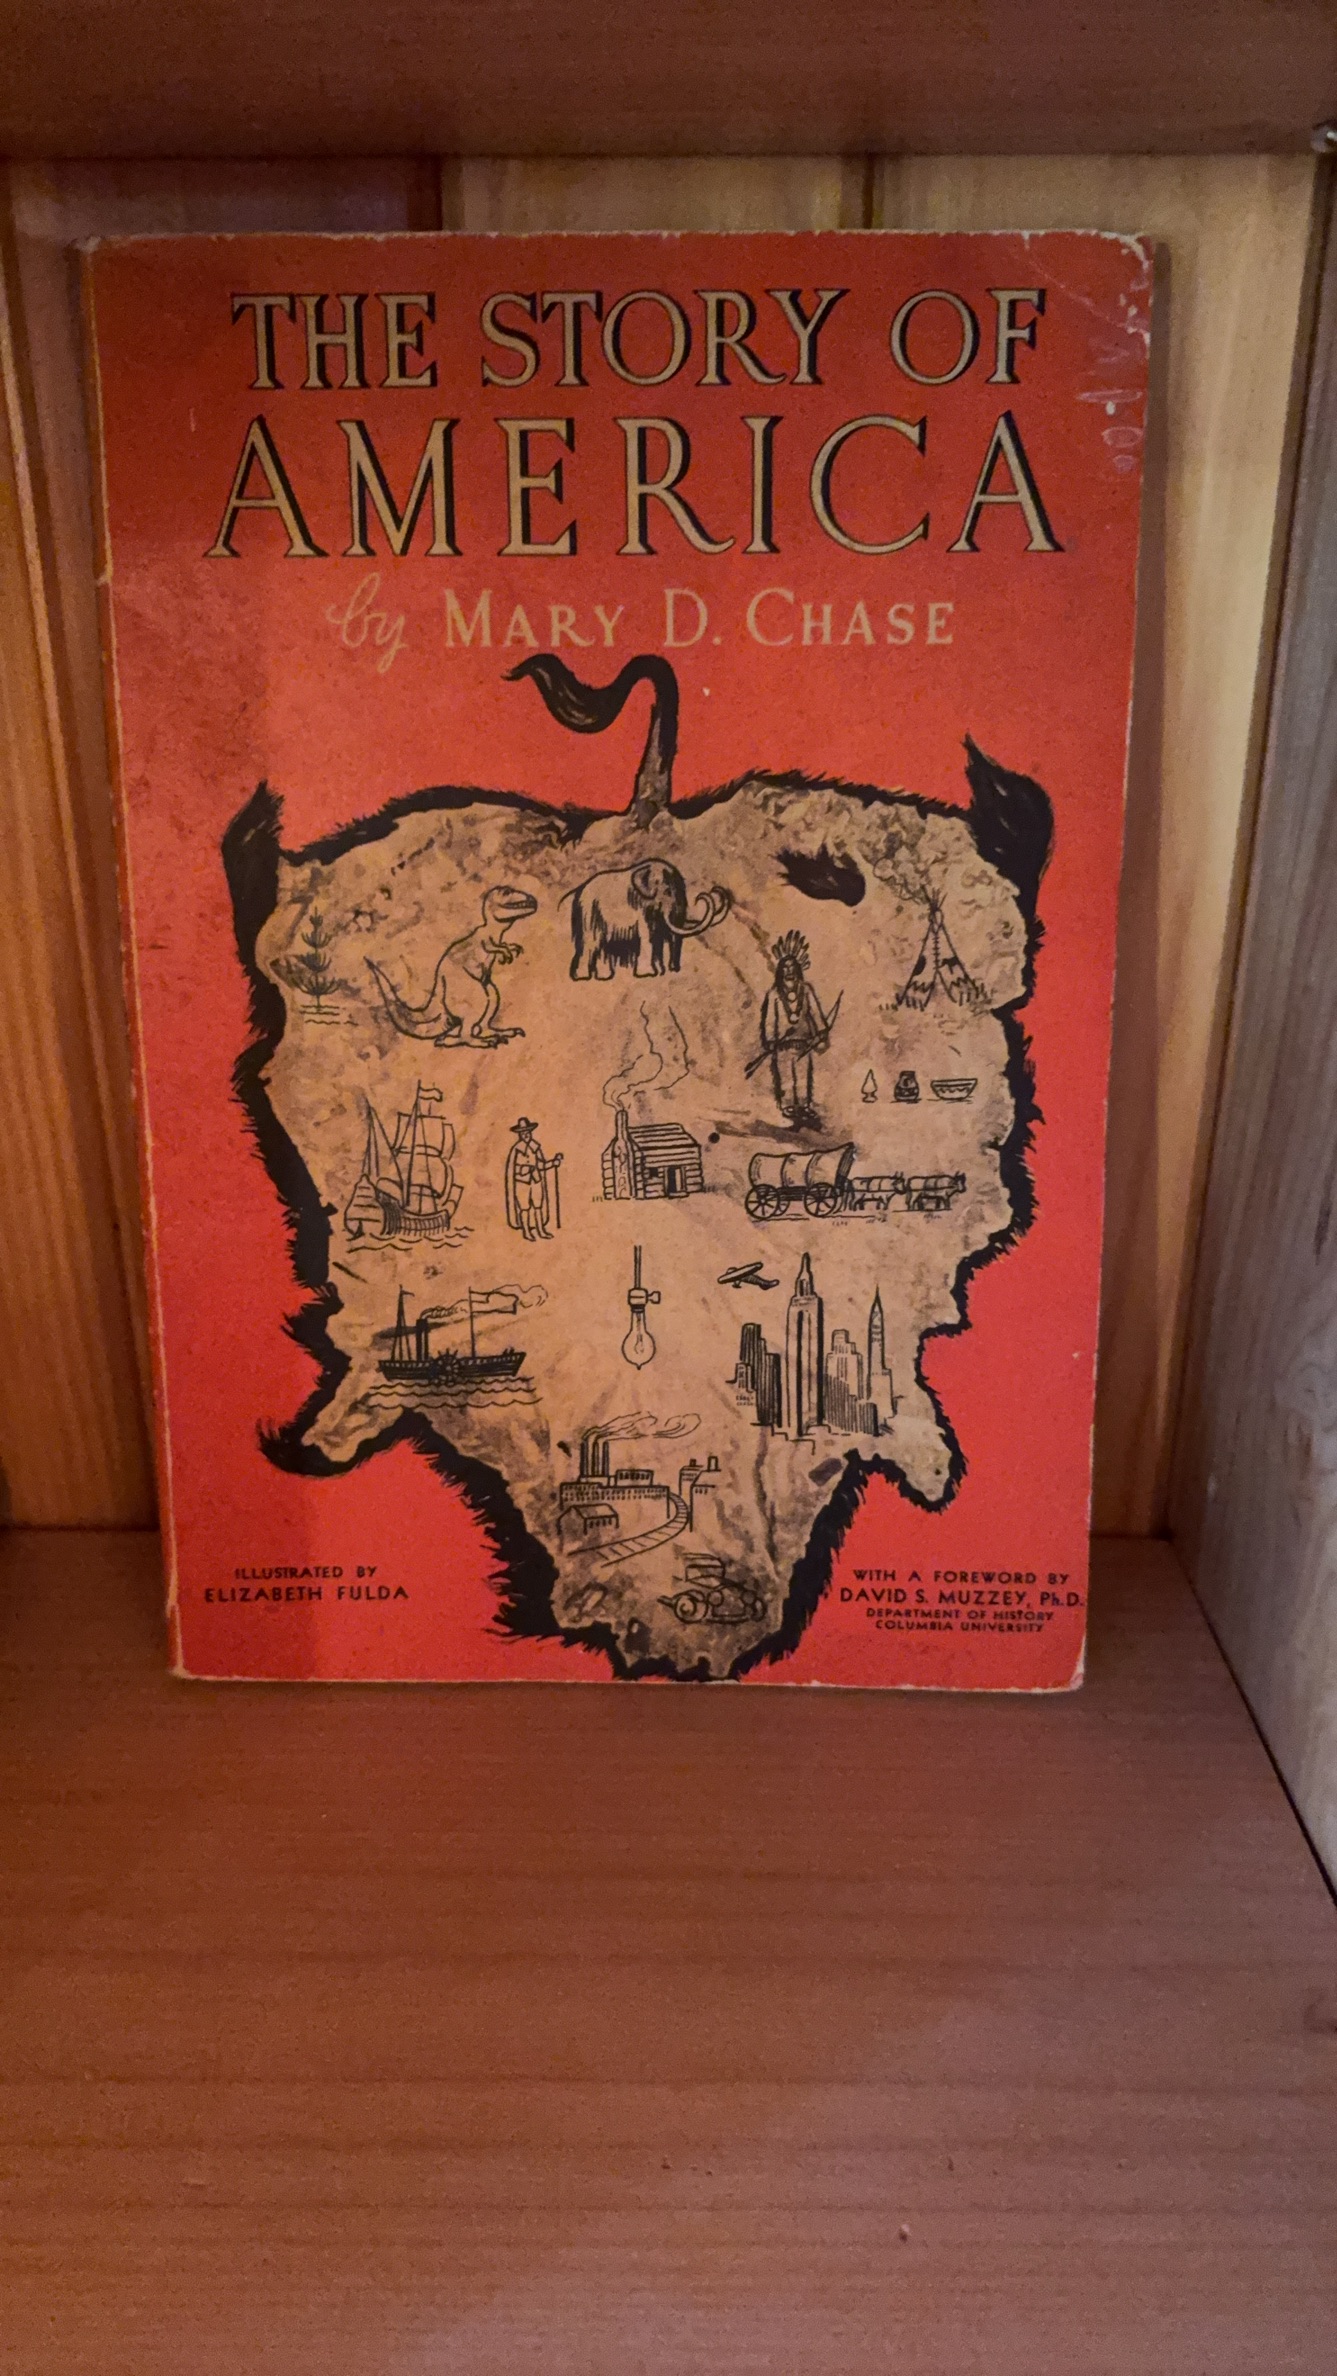 THE STORY OF
AMERICA
by MARY D. CHASE
ILLUSTRATED BY
ELIZABETH FULDA
WITH A FOREWORD BY
DAVID S. MUZZEY, Ph.D.
DEPARTMENT OF HISTORY
COLUMBIA UNIVERSITY